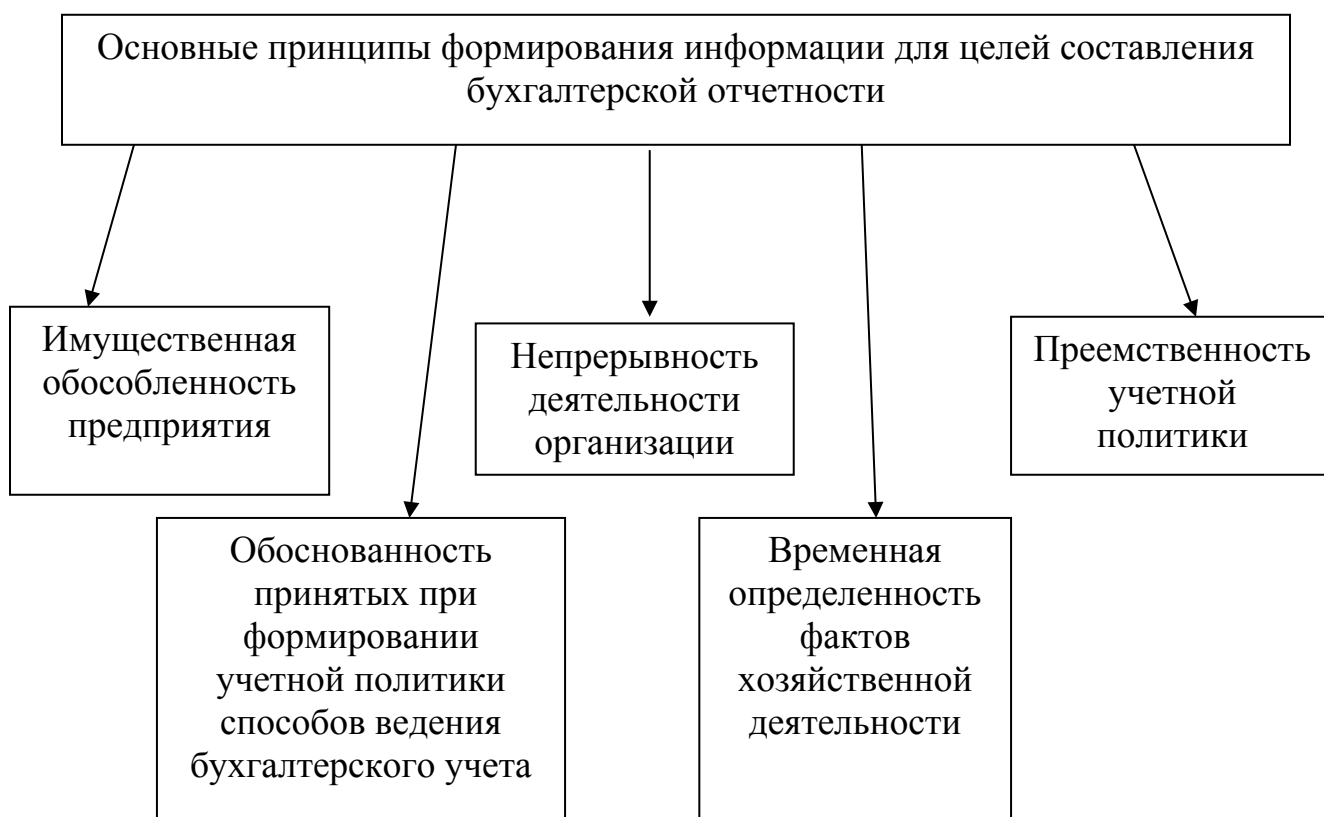 Основные принципы формирования информации для целей составления
бухгалтерской отчетности
Имущественная
обособленность
предприятия
Непрерывность
деятельности
организации
Преемственность
учетной
политики
Обоснованность
принятых при
формировании
учетной политики
способов ведения
бухгалтерского учета
Временная
определенность
фактов
хозяйственной
деятельности